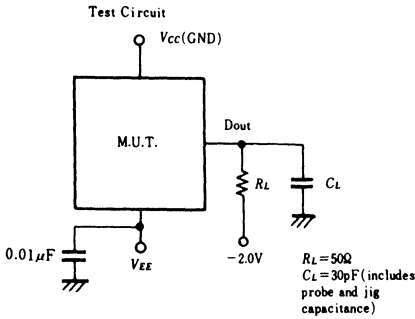 Test Circuit
Vcc(GND)
M.U.T.
Dout
RL
CL
0.01μF
VEE
−2.0V
RL=50Ω
CL=30pF(includes
probe and jig
capacitance)